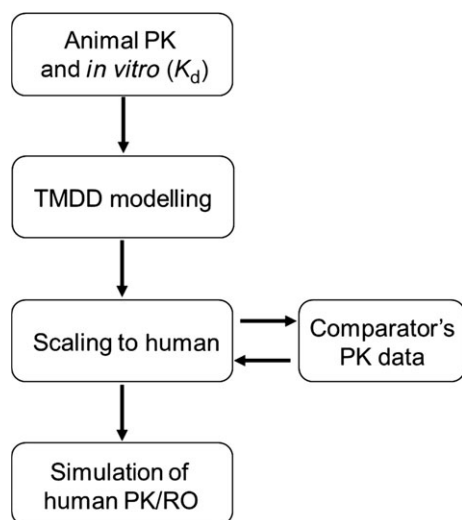 Animal PK
and in vitro (Kd)
TMDD modelling
Scaling to human
Comparator's
PK data
Simulation of
human PK/RO